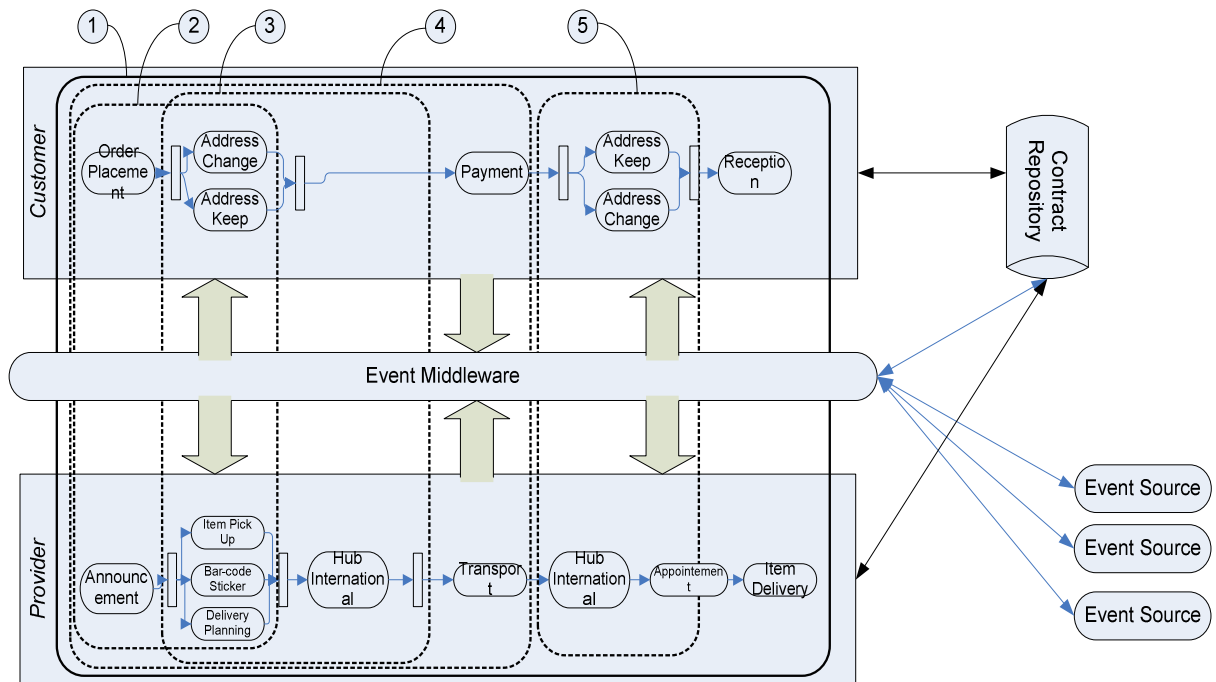 1
2
3
4
5
Customer
Order
Placeme
nt
Address
Change
Address
Keep
Payment
Address
Keep
Address
Change
Receptio
n
Contract
Repository
Event Middleware
Provider
Announc
ement
Item Pick
Up
Bar-code
Sticker
Delivery
Planning
Hub
Internation
al
Transpor
t
Hub
Internation
al
Appointemen
t
Item
Delivery
Event Source
Event Source
Event Source